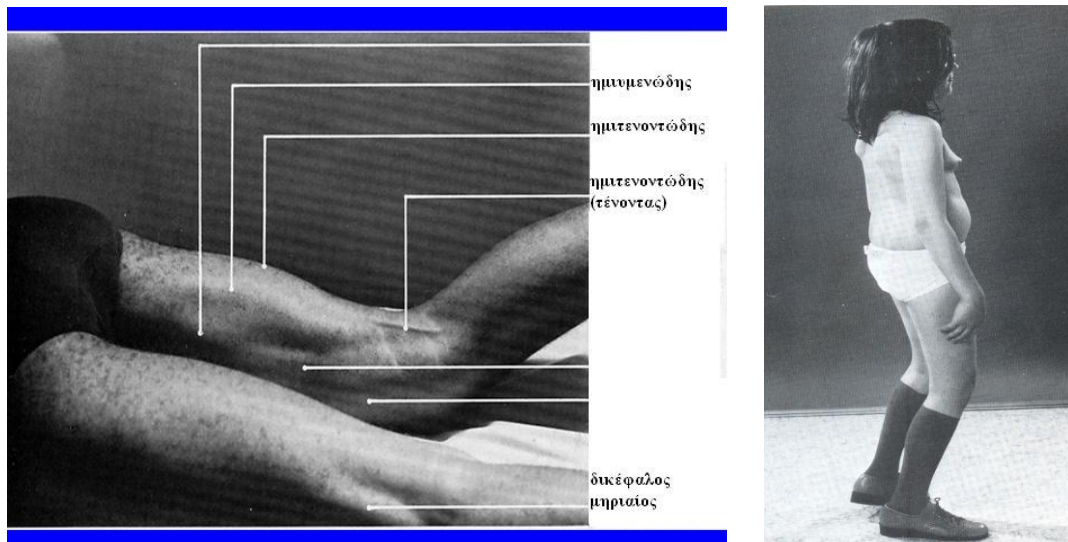 ημιυμενώδης
ημιτενοντώδης
ημιτενοντώδης
(τένοντας)
δικέφαλος
μηριαίος